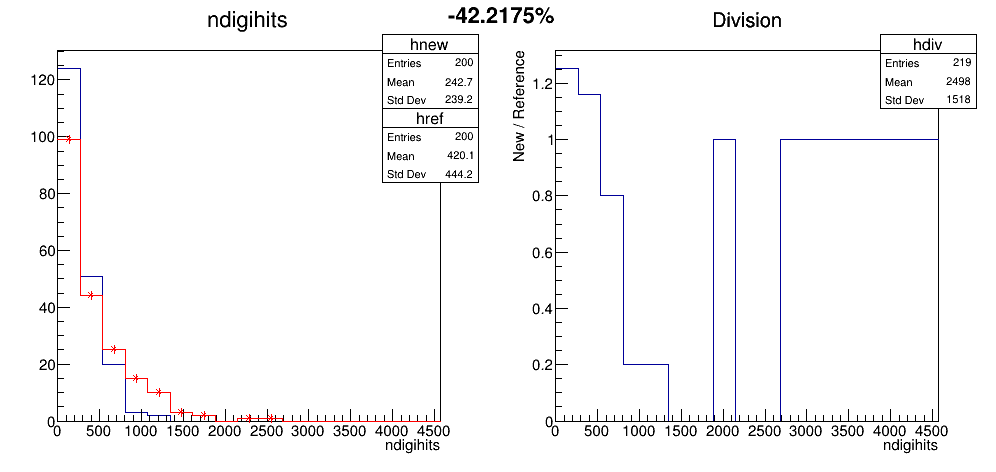 -42.2175%
ndigihits
hnew
Entries 200
Mean 242.7
Std Dev 239.2
href
Entries 200
Mean 420.1
Std Dev 444.2
120
100
80
60
40
20
0
0 500 1000 1500 2000 2500 3000 3500 4000 4500
ndigihits
Division
hdiv
Entries 219
Mean 2498
Std Dev 1518
New / Reference
1.2
1
0.8
0.6
0.4
0.2
0
0 500 1000 1500 2000 2500 3000 3500 4000 4500
ndigihits